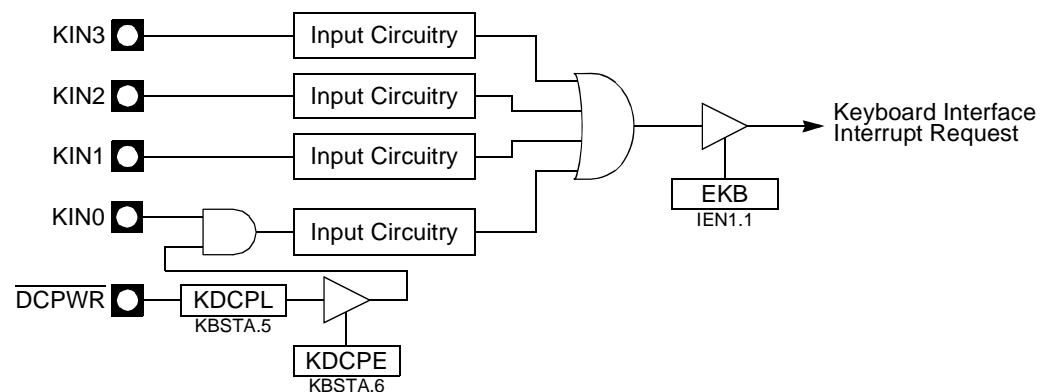 KIN3
Input Circuitry
KIN2
Input Circuitry
Keyboard Interface
Interrupt Request
KIN1
Input Circuitry
EKB
IEN1.1
KIN0
Input Circuitry
DCPWR
KDCPL
KBSTA.5
KDCPE
KBSTA.6